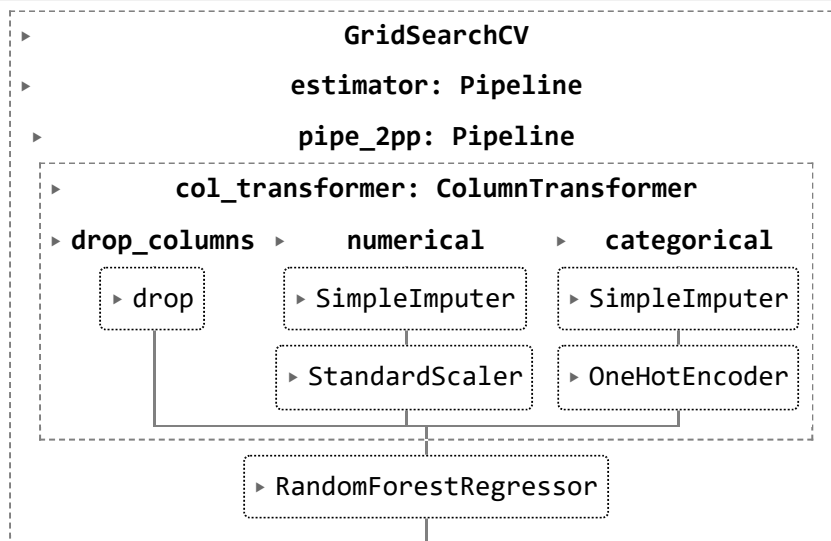 GridSearchCV
estimator: Pipeline
pipe_2pp: Pipeline
col_transformer: ColumnTransformer
drop_columns numerical categorical
drop SimpleImputer SimpleImputer
StandardScaler OneHotEncoder
RandomForestRegressor